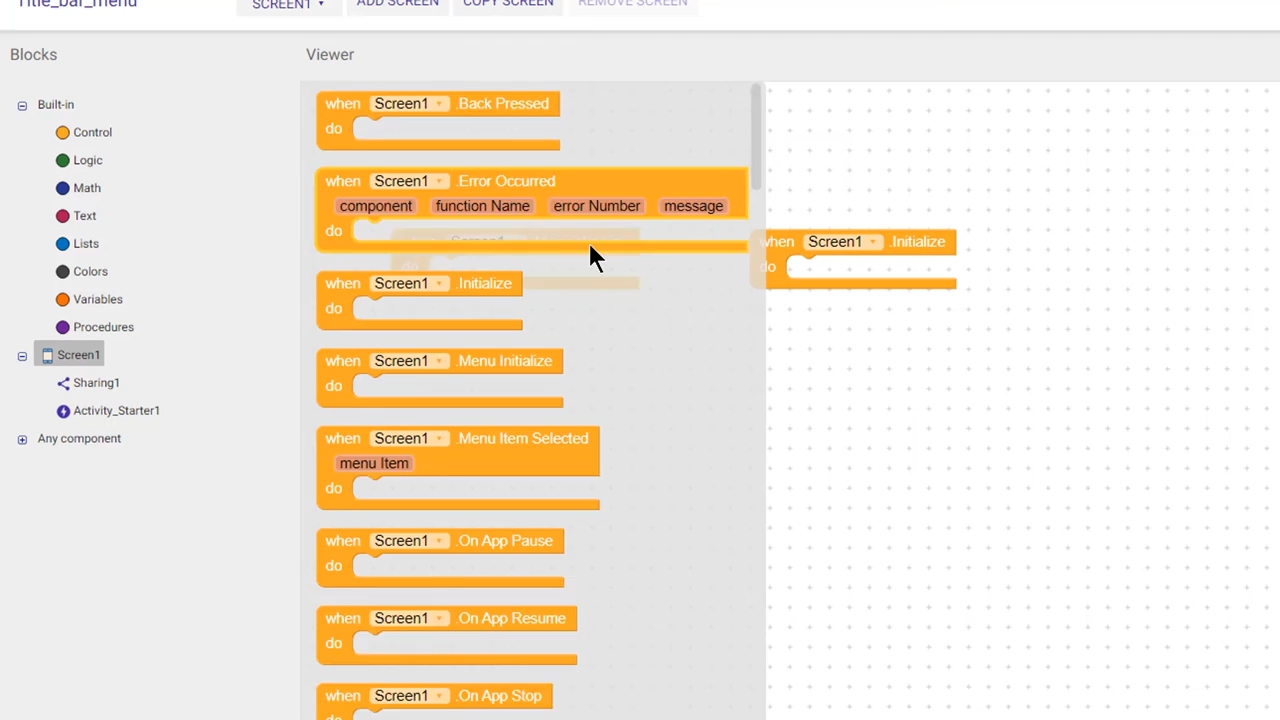 Title_bar_menu
SCREEN1
ADD SCREEN
COPY SCREEN
REMOVE SCREEN
Blocks
Viewer
Built-in
Control
Logic
Math
Text
Lists
Colors
Variables
Procedures
Screen1
Sharing1
Activity_Starter1
Any component
when Screen1 .Back Pressed
do
when Screen1 .Error Occurred
component function Name error Number message
do
when Screen1 .Initialize
do
when Screen1 .Menu Initialize
do
when Screen1 .Menu Item Selected
menu Item
do
when Screen1 .On App Pause
do
when Screen1 .On App Resume
do
when Screen1 .On App Stop
do
when Screen1 .Initialize
do